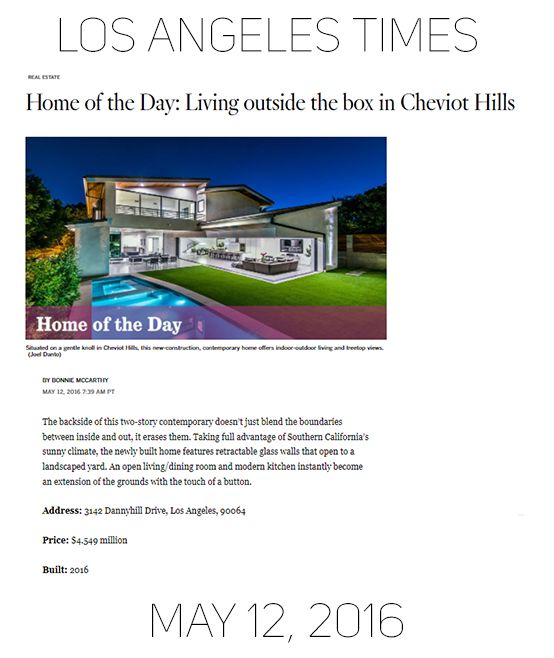 LOS ANGELES TIMES
REAL ESTATE
Home of the Day: Living outside the box in Cheviot Hills
Home of the Day
Situated on a gentle knoll in Cheviot Hills, this new-construction, contemporary home offers indoor-outdoor living and treetop views.
(Joel Danto)
BY BONNIE MCCARTHY
MAY 12, 2016 7:39 AM PT
The backside of this two-story contemporary doesn't just blend the boundaries
between inside and out, it erases them. Taking full advantage of Southern California's
sunny climate, the newly built home features retractable glass walls that open to a
landscaped yard. An open living/dining room and modern kitchen instantly become
an extension of the grounds with the touch of a button.
Address: 3142 Dannyhill Drive, Los Angeles, 90064
Price: $4.549 million
Built: 2016
MAY 12, 2016